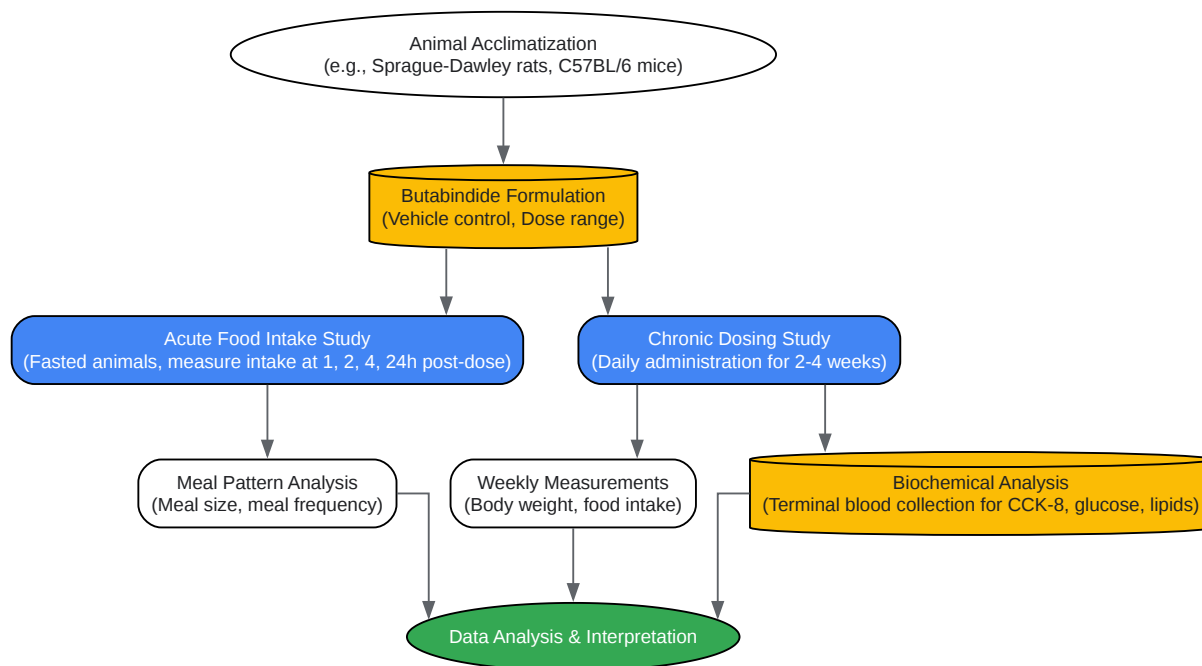 Animal Acclimatization
(e.g., Sprague-Dawley rats, C57BL/6 mice)
Butabindide Formulation
(Vehicle control, Dose range)
Acute Food Intake Study
(Fasted animals, measure intake at 1, 2, 4, 24h post-dose)
Chronic Dosing Study
(Daily administration for 2-4 weeks)
Meal Pattern Analysis
(Meal size, meal frequency)
Weekly Measurements
(Body weight, food intake)
Biochemical Analysis
(Terminal blood collection for CCK-8, glucose, lipids)
Data Analysis & Interpretation